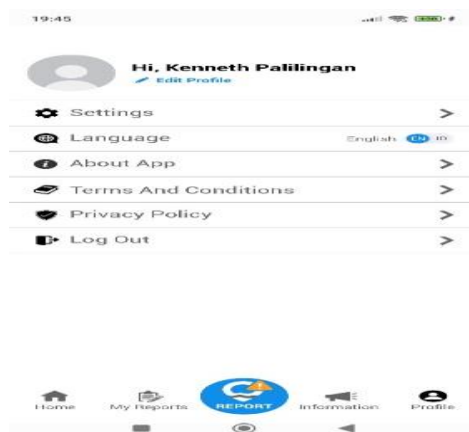 19:45
Hi, Kenneth Palilingan
Edit Profile
Settings
Language English EN ID
About App
Terms And Conditions
Privacy Policy
Log Out
Home My Reports REPORT Information Profile